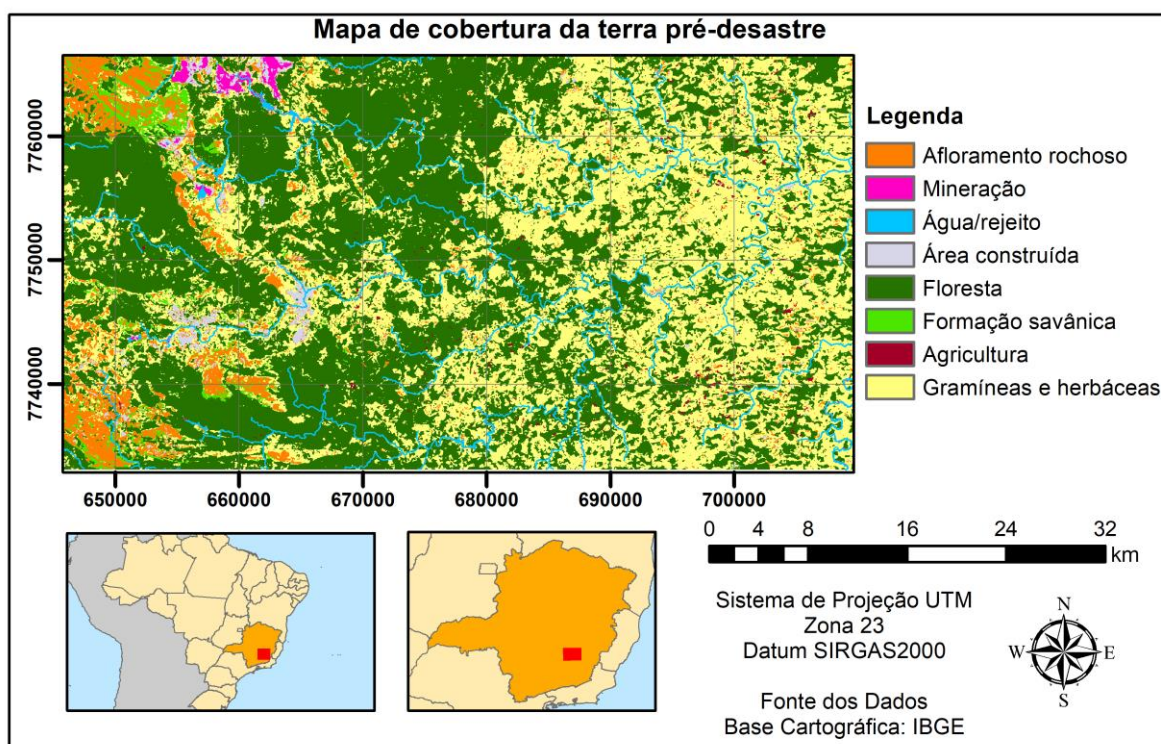 Mapa de cobertura da terra pré-desastre
7760000
7750000
7740000
650000 660000 670000 680000 690000 700000
Legenda
Afloramento rochoso
Mineração
Água/rejeito
Área construída
Floresta
Formação savânica
Agricultura
Gramíneas e herbáceas
0 4 8 16 24 32
km
Sistema de Projeção UTM
Zona 23
Datum SIRGAS2000
Fonte dos Dados
Base Cartográfica: IBGE
N
W E
S